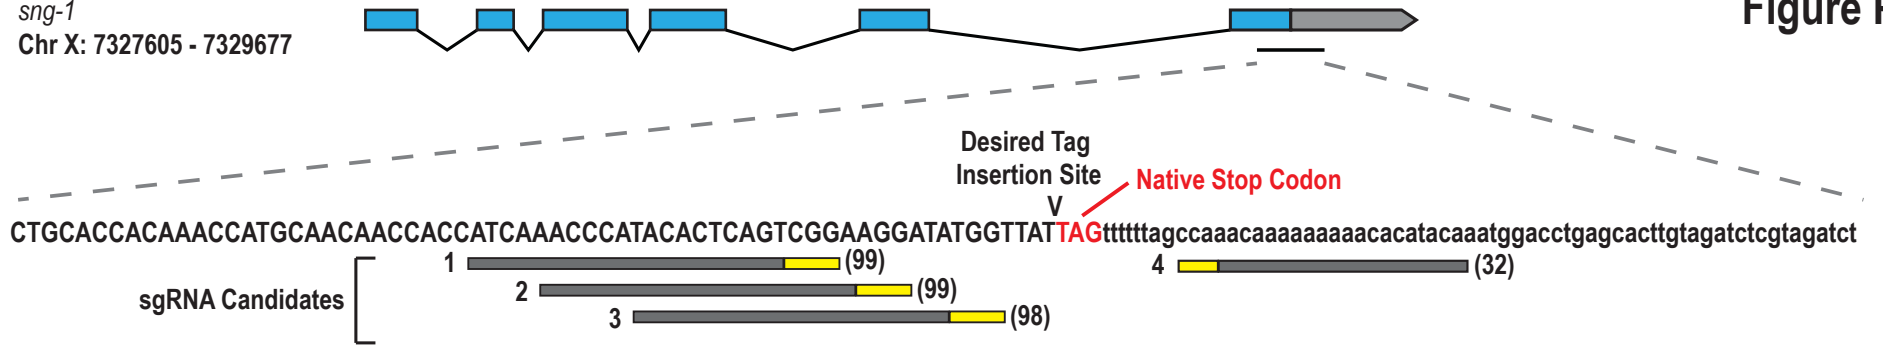 sng-1
Figure
Chr X: 7327605 - 7329677
Desired Tag
Insertion Site
Native Stop Codon
V
CTGCACCACAAACCATGCAACAACCACCATCAAACCCATACACTCAGTCGGAAGGATATGGTTATTAGttttttagccaaacaaaaaaaaacacatacaaatggacctgagcacttgtagatctcgtagatct
1 (99)
4 (32)
2 (99)
sgRNA Candidates
3 (98)